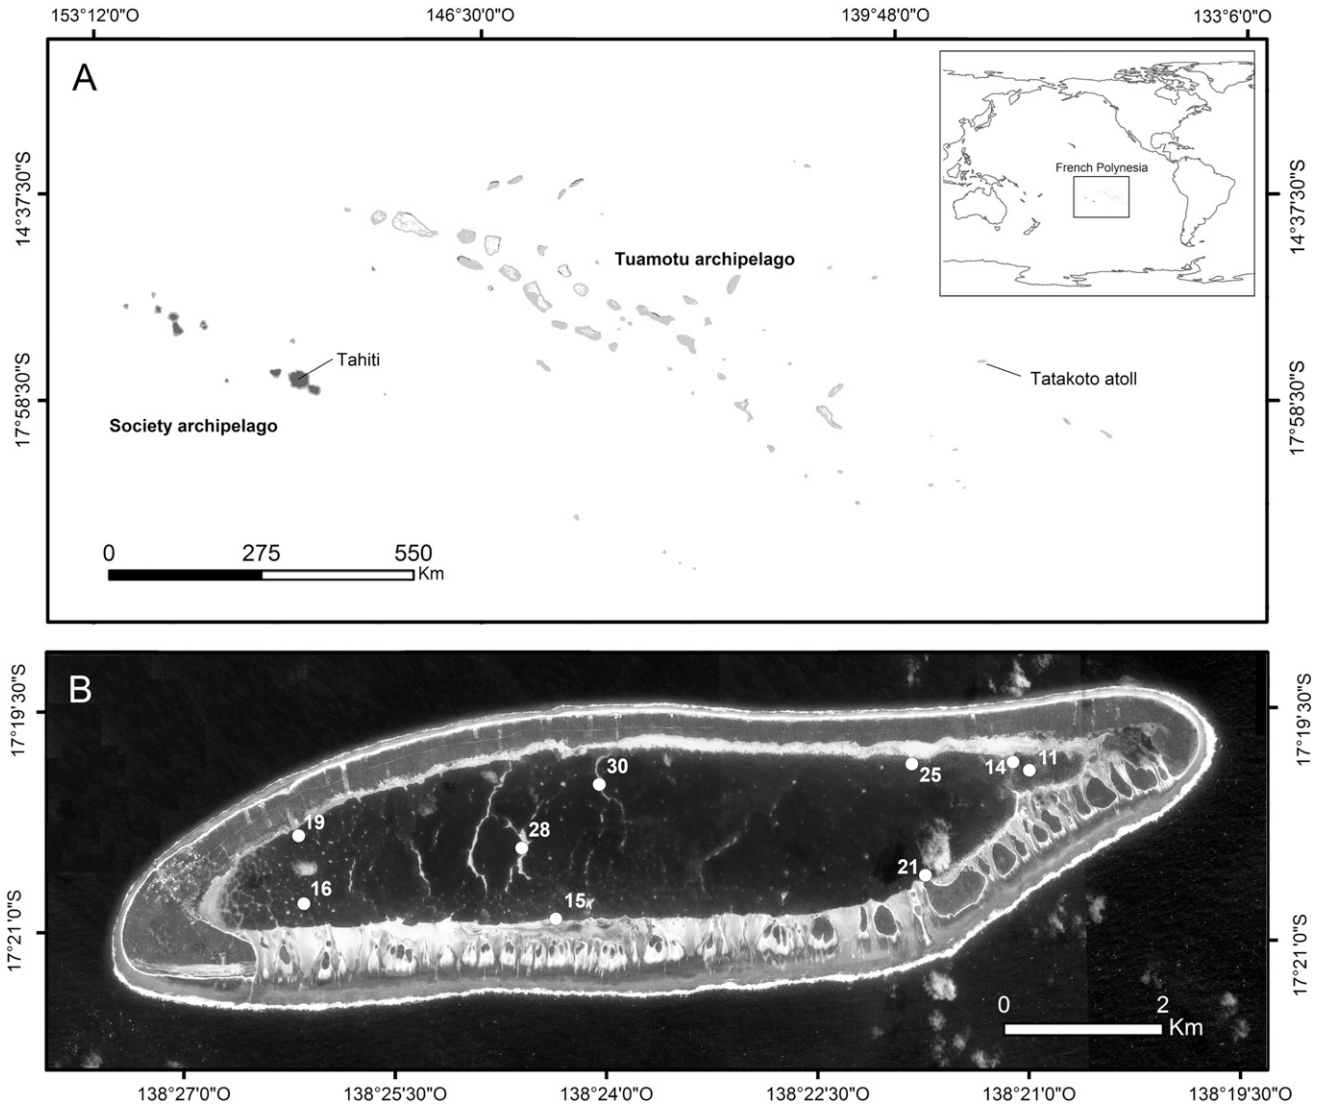 153°12'0"O 146°30'0"O 139°48'0"O 133°6'0"O
A
French Polynesia
14°37'30"S
14°37'30"S
Tuamotu archipelago
Tahiti
Tatakoto atoll
17°58'30"S
17°58'30"S
Society archipelago
0 275 550
Km
B
17°19'30"S
17°19'30"S
30
25
14
11
19
28
21
16
15
17°21'0"S
17°21'0"S
0 2
Km
138°27'0"O 138°25'30"O 138°24'0"O 138°22'30"O 138°21'0"O 138°19'30"O